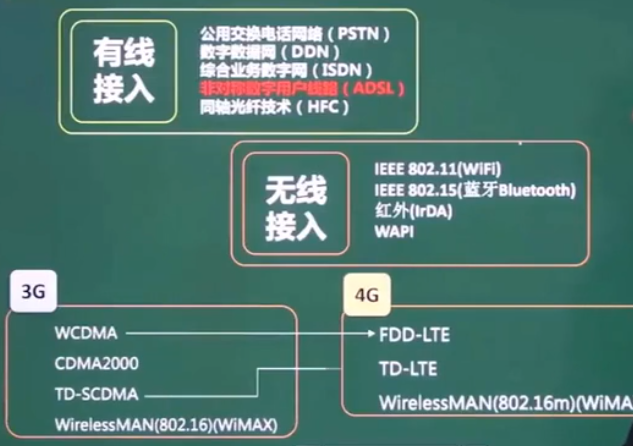 有线
接入
公用交换电话网络（PSTN）
数字数据网（DDN）
综合业务数字网（ISDN）
非对称数字用户线路（ADSL）
同轴光纤技术（HFC）
无线
接入
IEEE 802.11(WiFi)
IEEE 802.15(蓝牙Bluetooth)
红外(IrDA)
WAPI
3G
WCDMA
CDMA2000
TD-SCDMA
WirelessMAN(802.16)(WiMAX)
4G
FDD-LTE
TD-LTE
WirelessMAN(802.16m)(WiMA